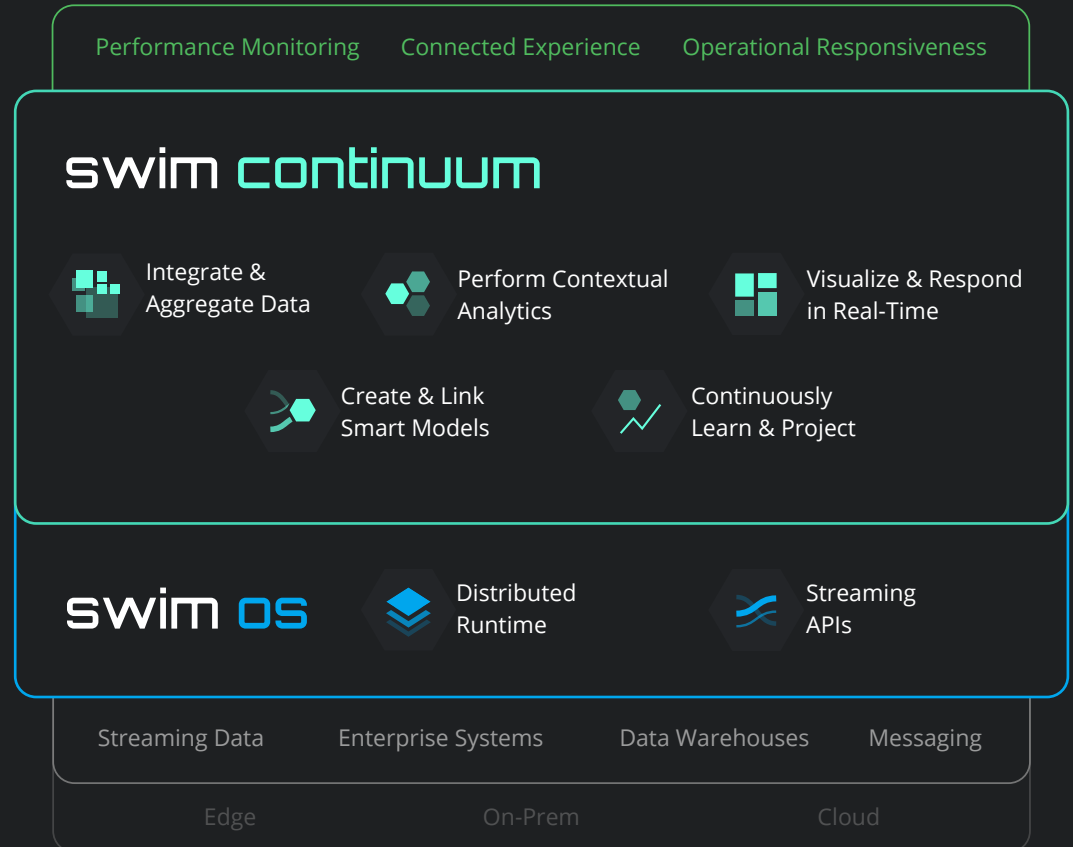 Performance Monitoring Connected Experience Operational Responsiveness
swim continuum
Integrate &
Aggregate Data
Perform Contextual
Analytics
Visualize & Respond
in Real-Time
Create & Link
Smart Models
Continuously
Learn & Project
swim os
Distributed
Runtime
Streaming
APIs
Streaming Data Enterprise Systems Data Warehouses Messaging
Edge On-Prem Cloud